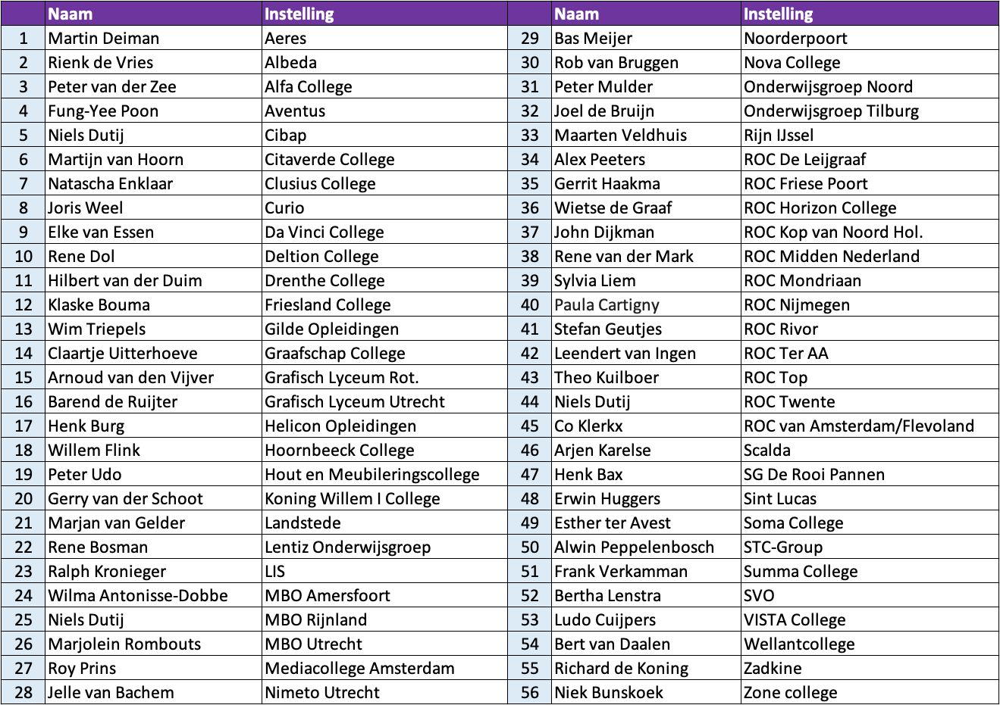 Naam Instelling Naam Instelling
1 Martin Deiman Aeres 29 Bas Meijer Noorderpoort
2 Rienk de Vries Albeda 30 Rob van Bruggen Nova College
3 Peter van der Zee Alfa College 31 Peter Mulder Onderwijsgroep Noord
4 Fung-Yee Poon Aventus 32 Joel de Bruijn Onderwijsgroep Tilburg
5 Niels Dutij Cibap 33 Maarten Veldhuis Rijn IJssel
6 Martijn van Hoorn Citaverde College 34 Alex Peeters ROC De Leijgraaf
7 Natascha Enklaar Clusius College 35 Gerrit Haakma ROC Friese Poort
8 Joris Weel Curio 36 Wietse de Graaf ROC Horizon College
9 Elke van Essen Da Vinci College 37 John Dijkman ROC Kop van Noord Hol.
10 Rene Dol Deltion College 38 Rene van der Mark ROC Midden Nederland
11 Hilbert van der Duim Drenthe College 39 Sylvia Liem ROC Mondriaan
12 Klaske Bouma Friesland College 40 Paula Cartigny ROC Nijmegen
13 Wim Triepels Gilde Opleidingen 41 Stefan Geutjes ROC Rivor
14 Claartje Uitterhoeve Graafschap College 42 Leendert van Ingen ROC Ter AA
15 Arnoud van den Vijver Grafisch Lyceum Rot. 43 Theo Kuilboer ROC Top
16 Barend de Ruijter Grafisch Lyceum Utrecht 44 Niels Dutij ROC Twente
17 Henk Burg Helicon Opleidingen 45 Co Klerkx ROC van Amsterdam/Flevoland
18 Willem Flink Hoornbeeck College 46 Arjen Karelse Scalda
19 Peter Udo Hout en Meubileringscollege 47 Henk Bax SG De Rooi Pannen
20 Gerry van der Schoot Koning Willem I College 48 Erwin Huggers Sint Lucas
21 Marjan van Gelder Landstede 49 Esther ter Avest Soma College
22 Rene Bosman Lentiz Onderwijsgroep 50 Alwin Peppelenbosch STC-Group
23 Ralph Kronieger LIS 51 Frank Verkamman Summa College
24 Wilma Antonisse-Dobbe MBO Amersfoort 52 Bertha Lenstra SVO
25 Niels Dutij MBO Rijnland 53 Ludo Cuijpers VISTA College
26 Marjolein Rombouts MBO Utrecht 54 Bert van Daalen Wellantcollege
27 Roy Prins Mediacollege Amsterdam 55 Richard de Koning Zadkine
28 Jelle van Bachem Nimeto Utrecht 56 Niek Bunskoek Zone college